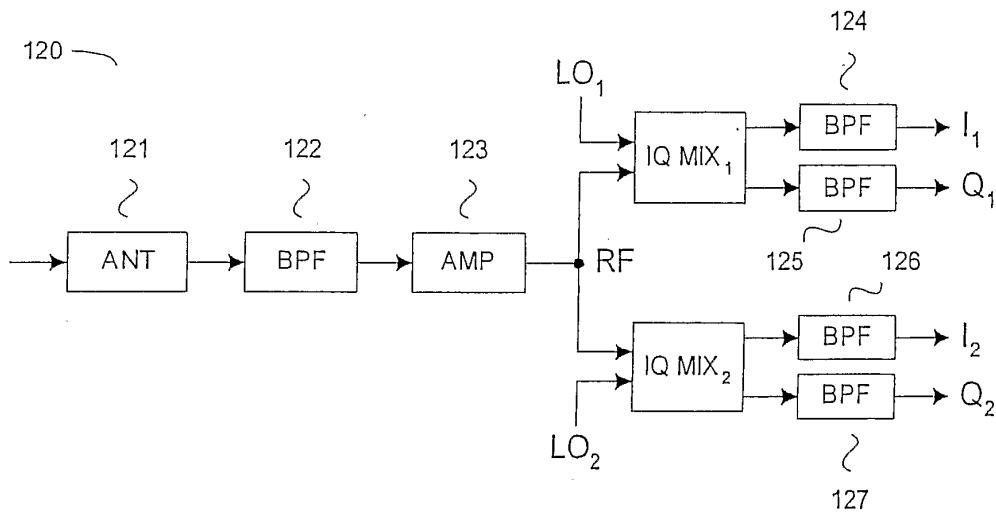 124
120
LO₁
BPF
I₁
121
122
123
IQ MIX₁
BPF
Q₁
ANT
BPF
AMP
RF
125
126
BPF
I₂
IQ MIX₂
BPF
Q₂
LO₂
127